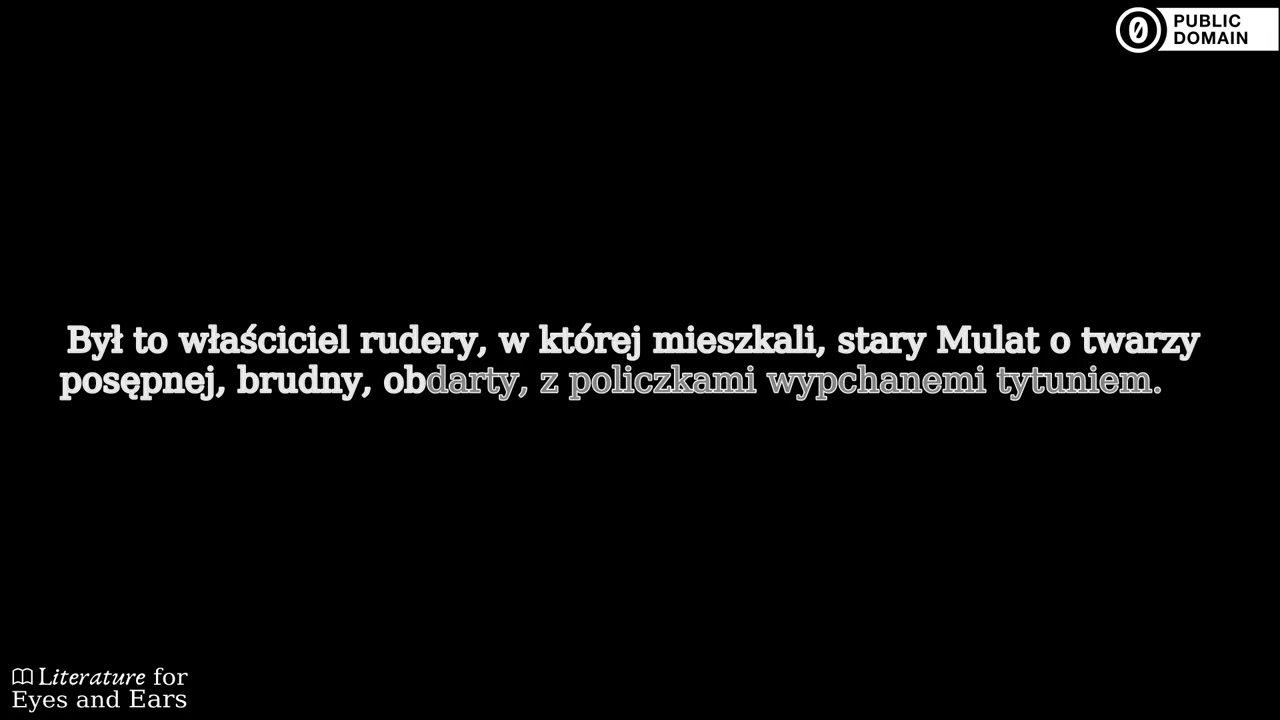 PUBLIC
DOMAIN
Był to właściciel rudery, w której mieszkali, stary Mulat o twarzy
posępnej, brudny, obdarty, z policzkami wypchanemi tytuniem.
Literature for
Eyes and Ears